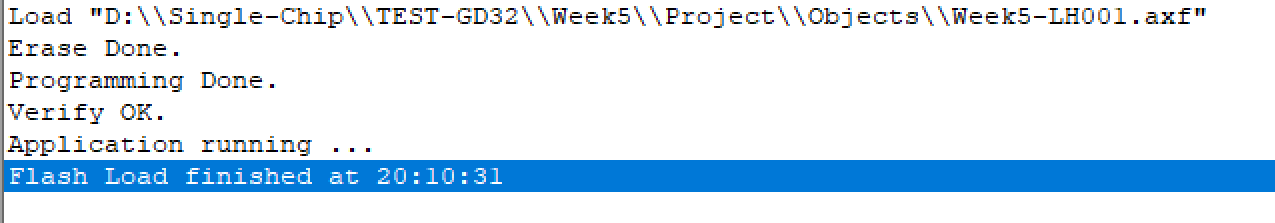 Load "D:\\Single-Chip\\TEST-GD32\\Week5\\Project\\Objects\\Week5-LH001.axf"
Erase Done.
Programming Done.
Verify OK.
Application running ...
Flash Load finished at 20:10:31